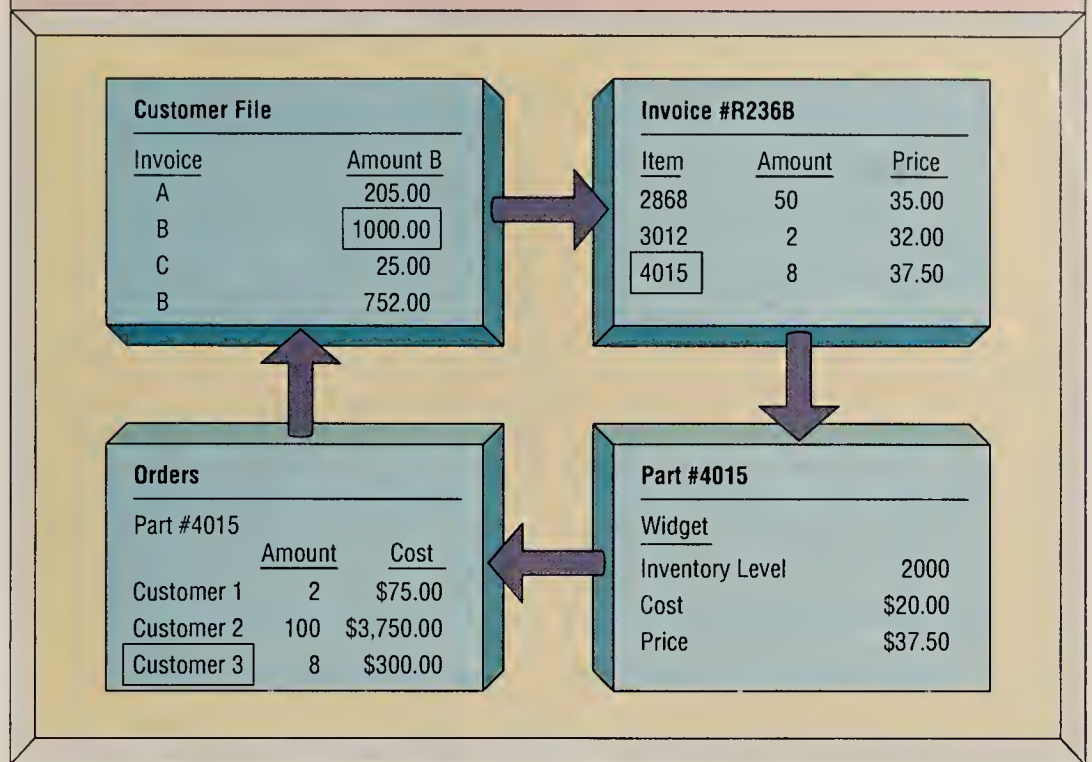 Customer File
Invoice Amount B
A 205.00
B 1000.00
C 25.00
B 752.00
Invoice #R236B
Item Amount Price
2868 50 35.00
3012 2 32.00
4015 8 37.50
Orders
Part #4015
Amount Cost
Customer 1 2 $75.00
Customer 2 100 $3,750.00
Customer 3 8 $300.00
Part #4015
Widget
Inventory Level 2000
Cost $20.00
Price $37.50